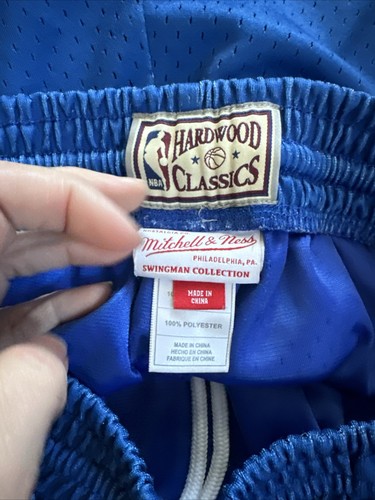 HARDWOOD
CLASSICS
NBA
Mitchell & Ness
PHILADELPHIA, PA.
SWINGMAN COLLECTION
MADE IN
CHINA
100% POLYESTER
MADE IN CHINA
HECHO EN CHINA
FABRIQUE EN CHINE